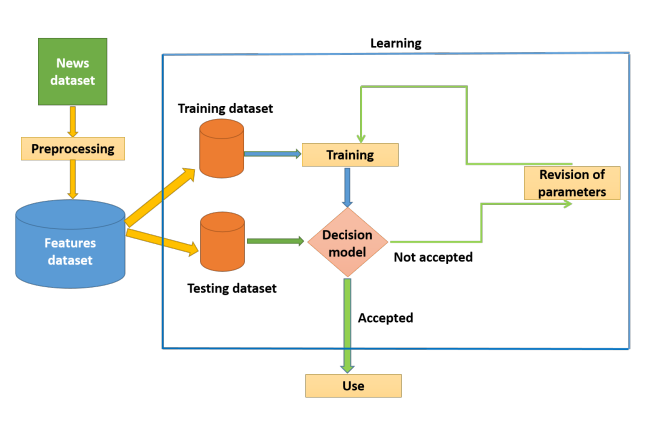 Learning
News
dataset
Training dataset
Preprocessing
Training
Revision of
parameters
Features
dataset
Decision
model
Not accepted
Testing dataset
Accepted
Use